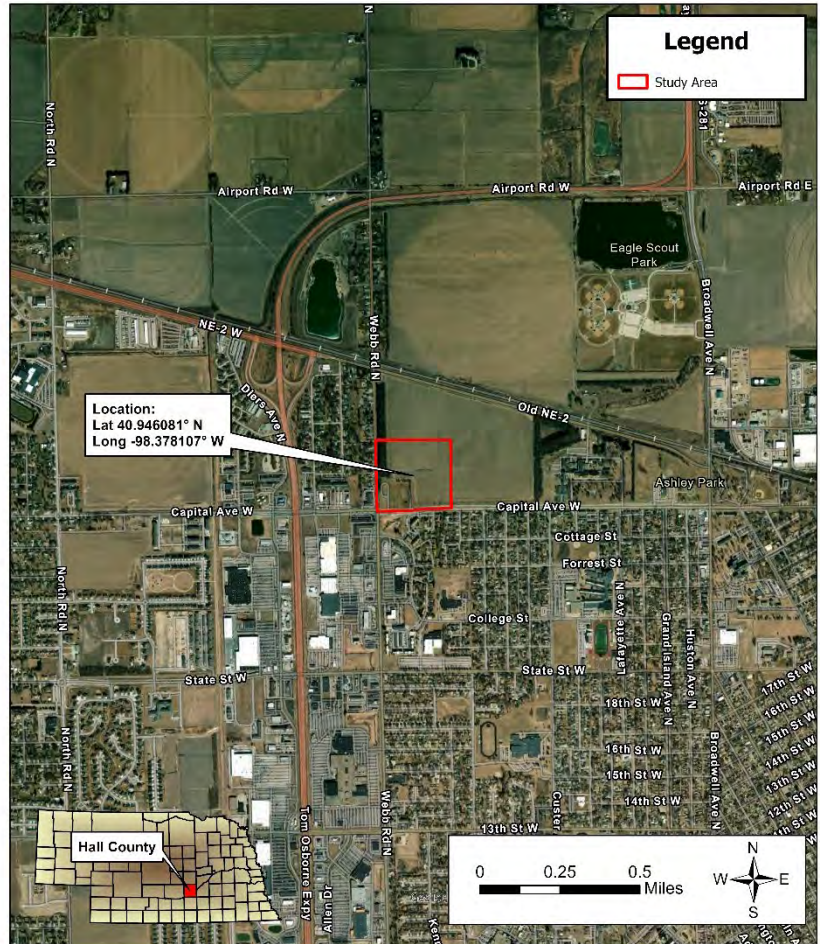 N
Legend
Study Area
North Rd N
S-281
Airport Rd W
Airport Rd W
Airport Rd E
Eagle Scout
Park
NE-2 W
Webb Rd N
Broadwell Ave N
Diers Ave N
Old NE-2
Location:
Lat 40.946081° N
Long -98.378107° W
Ashley Park
Capital Ave W
Capital Ave W
Cottage St
Forrest St
North Rd N
College St
Lafayette Ave N
Grand Island Ave N
Huston Ave N
State St W
State St W
17th St W
16th St W
15th St W
14th St W
13th St W
12th St W
18th St W
16th St W
15th St W
14th St W
13th St W
North Rd N
Broadwell Ave N
Custer
Webb Rd N
Tom Osborne Expy
Allen Dr
Hall County
0 0.25 0.5
Miles
N
W E
S